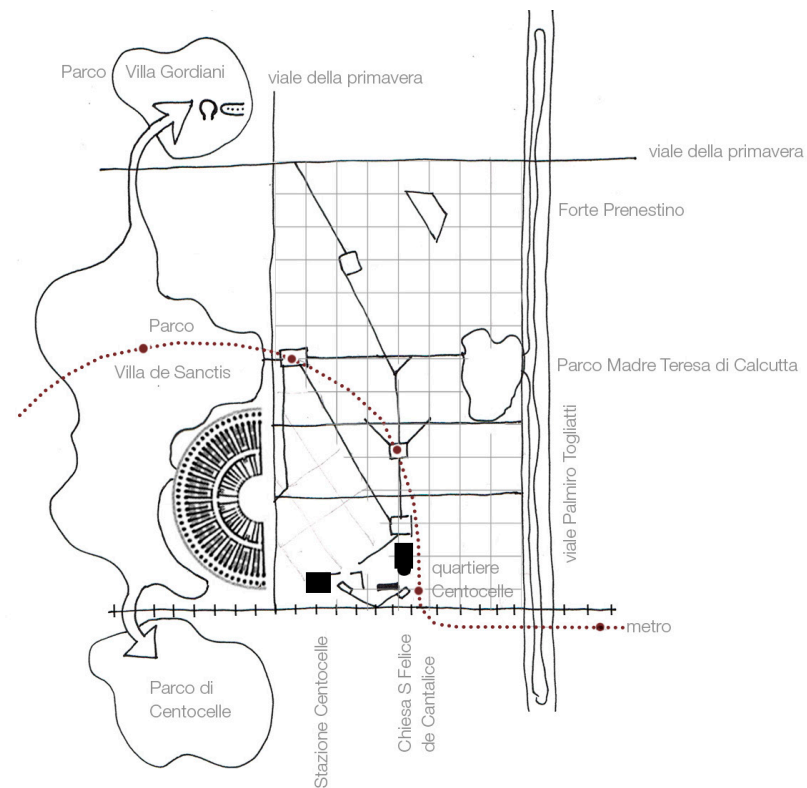 Parco Villa Gordiani
viale della primavera
viale della primavera
Forte Prenestino
Parco
Villa de Sanctis
Parco Madre Teresa di Calcutta
viale Palmiro Togliatti
quartiere
Centocelle
metro
Parco di
Centocelle
Stazione Centocelle
Chiesa S Felice
de Cantalice